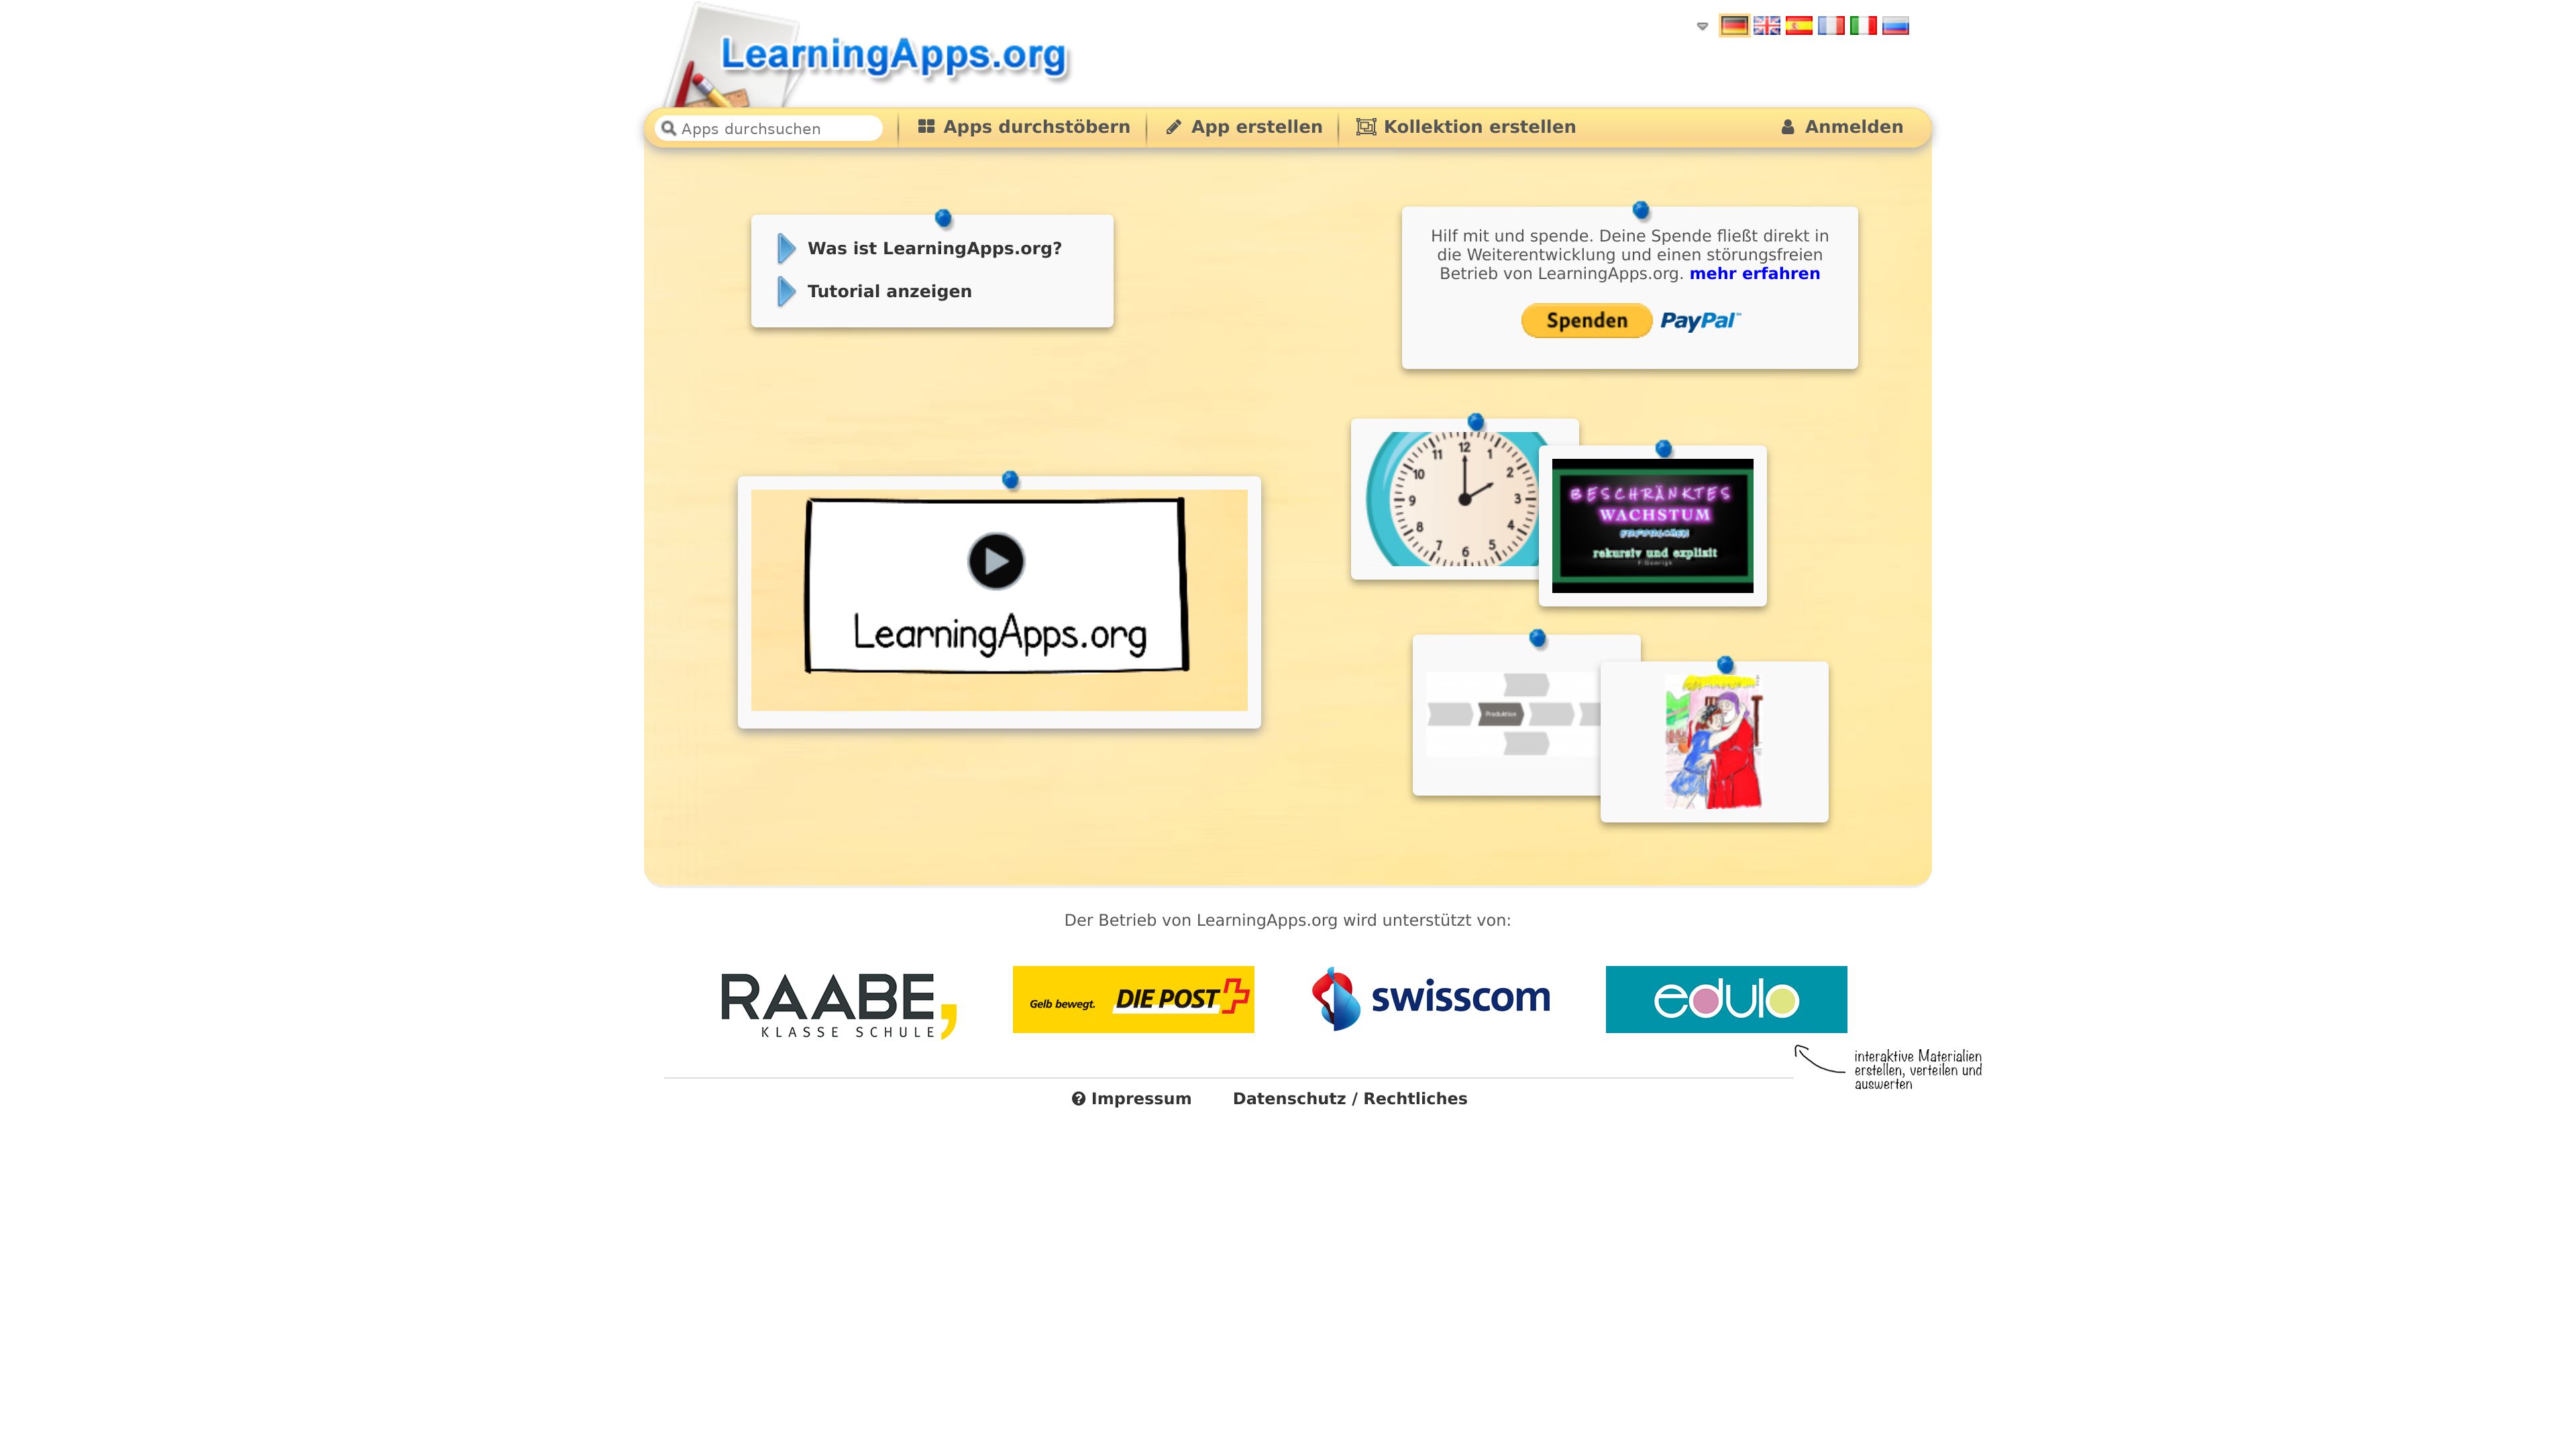 LearningApps.org
Apps durchsuchen
Apps durchstöbern
App erstellen
Kollektion erstellen
Anmelden
Was ist LearningApps.org?
Tutorial anzeigen
Hilf mit und spende. Deine Spende fließt direkt in
die Weiterentwicklung und einen störungsfreien
Betrieb von LearningApps.org. mehr erfahren
Spenden PayPal™
12
11 1
10 2
9 3
8 4
7 5
6
BESCHRÄNKTES
WACHSTUM
rekursiv und explizit
LearningApps.org
Produktion
Der Betrieb von LearningApps.org wird unterstützt von:
RAABE,
KLASSE SCHULE
Gelb bewegt. DIE POST
swisscom
edulo
interaktive Materialien
erstellen, verteilen und
auswerten
Impressum
Datenschutz / Rechtliches